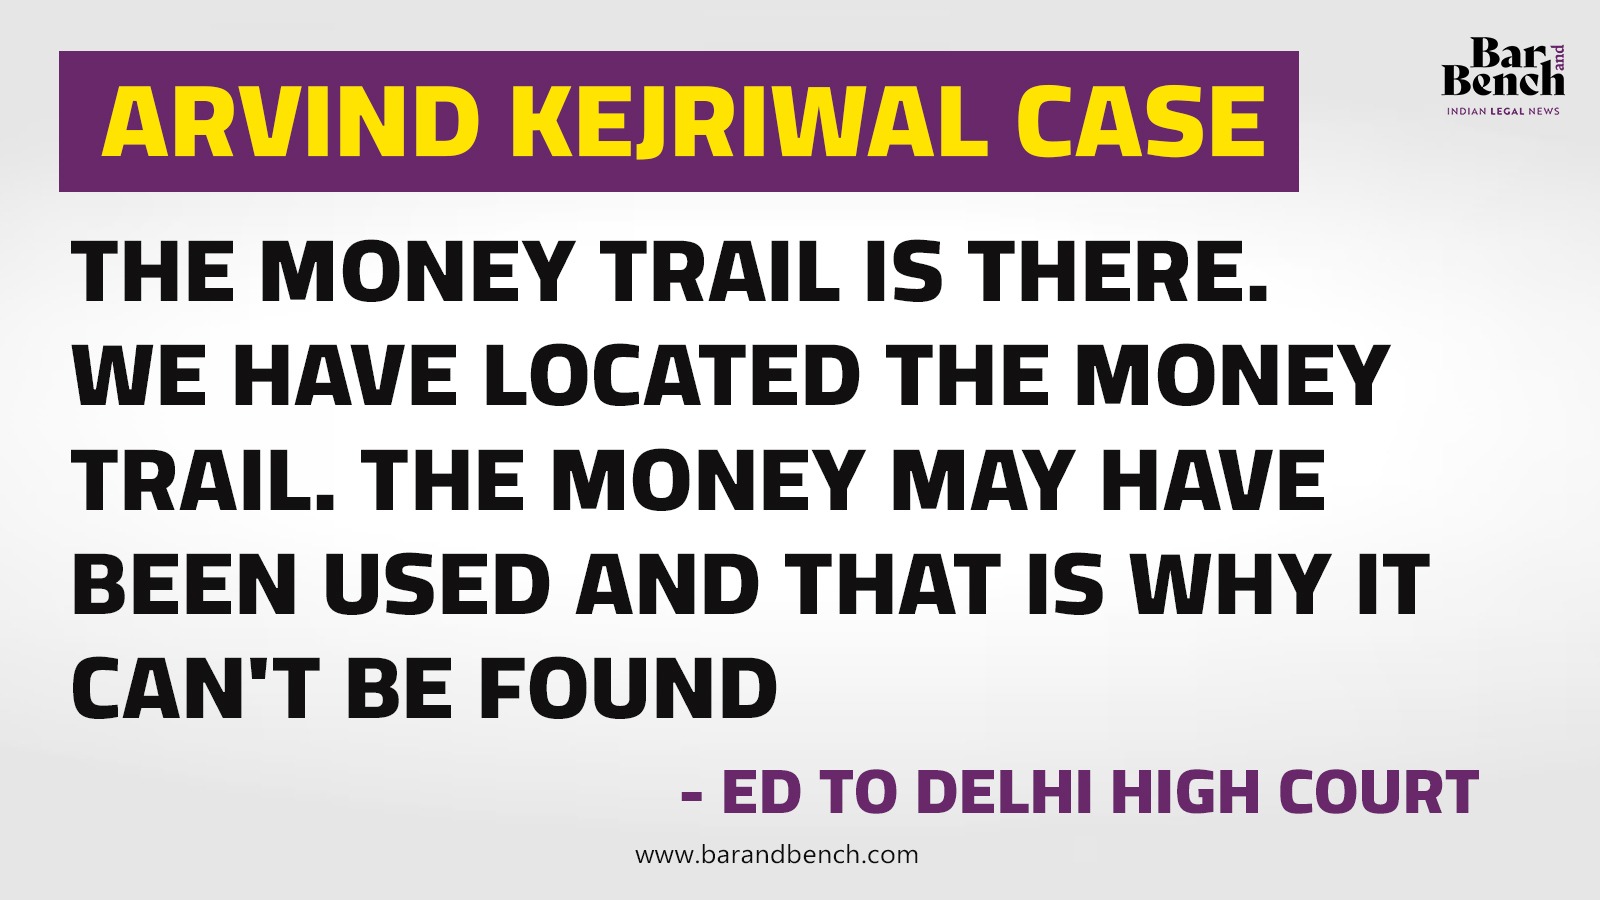 ARVIND KEJRIWAL CASE
Bar and
Bench
INDIAN LEGAL NEWS
THE MONEY TRAIL IS THERE.
WE HAVE LOCATED THE MONEY
TRAIL. THE MONEY MAY HAVE
BEEN USED AND THAT IS WHY IT
CAN'T BE FOUND
- ED TO DELHI HIGH COURT
www.barandbench.com